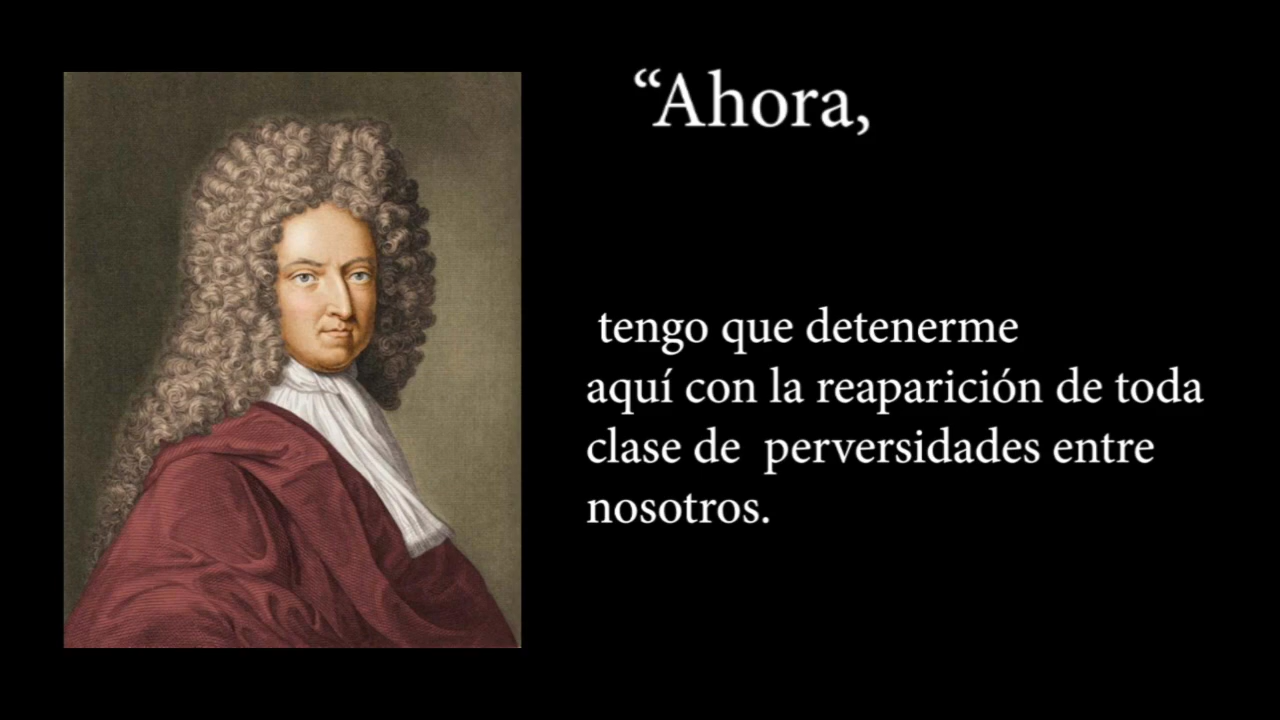 “Ahora,
tengo que detenerme
aquí con la reaparición de toda
clase de  perversidades entre
nosotros.